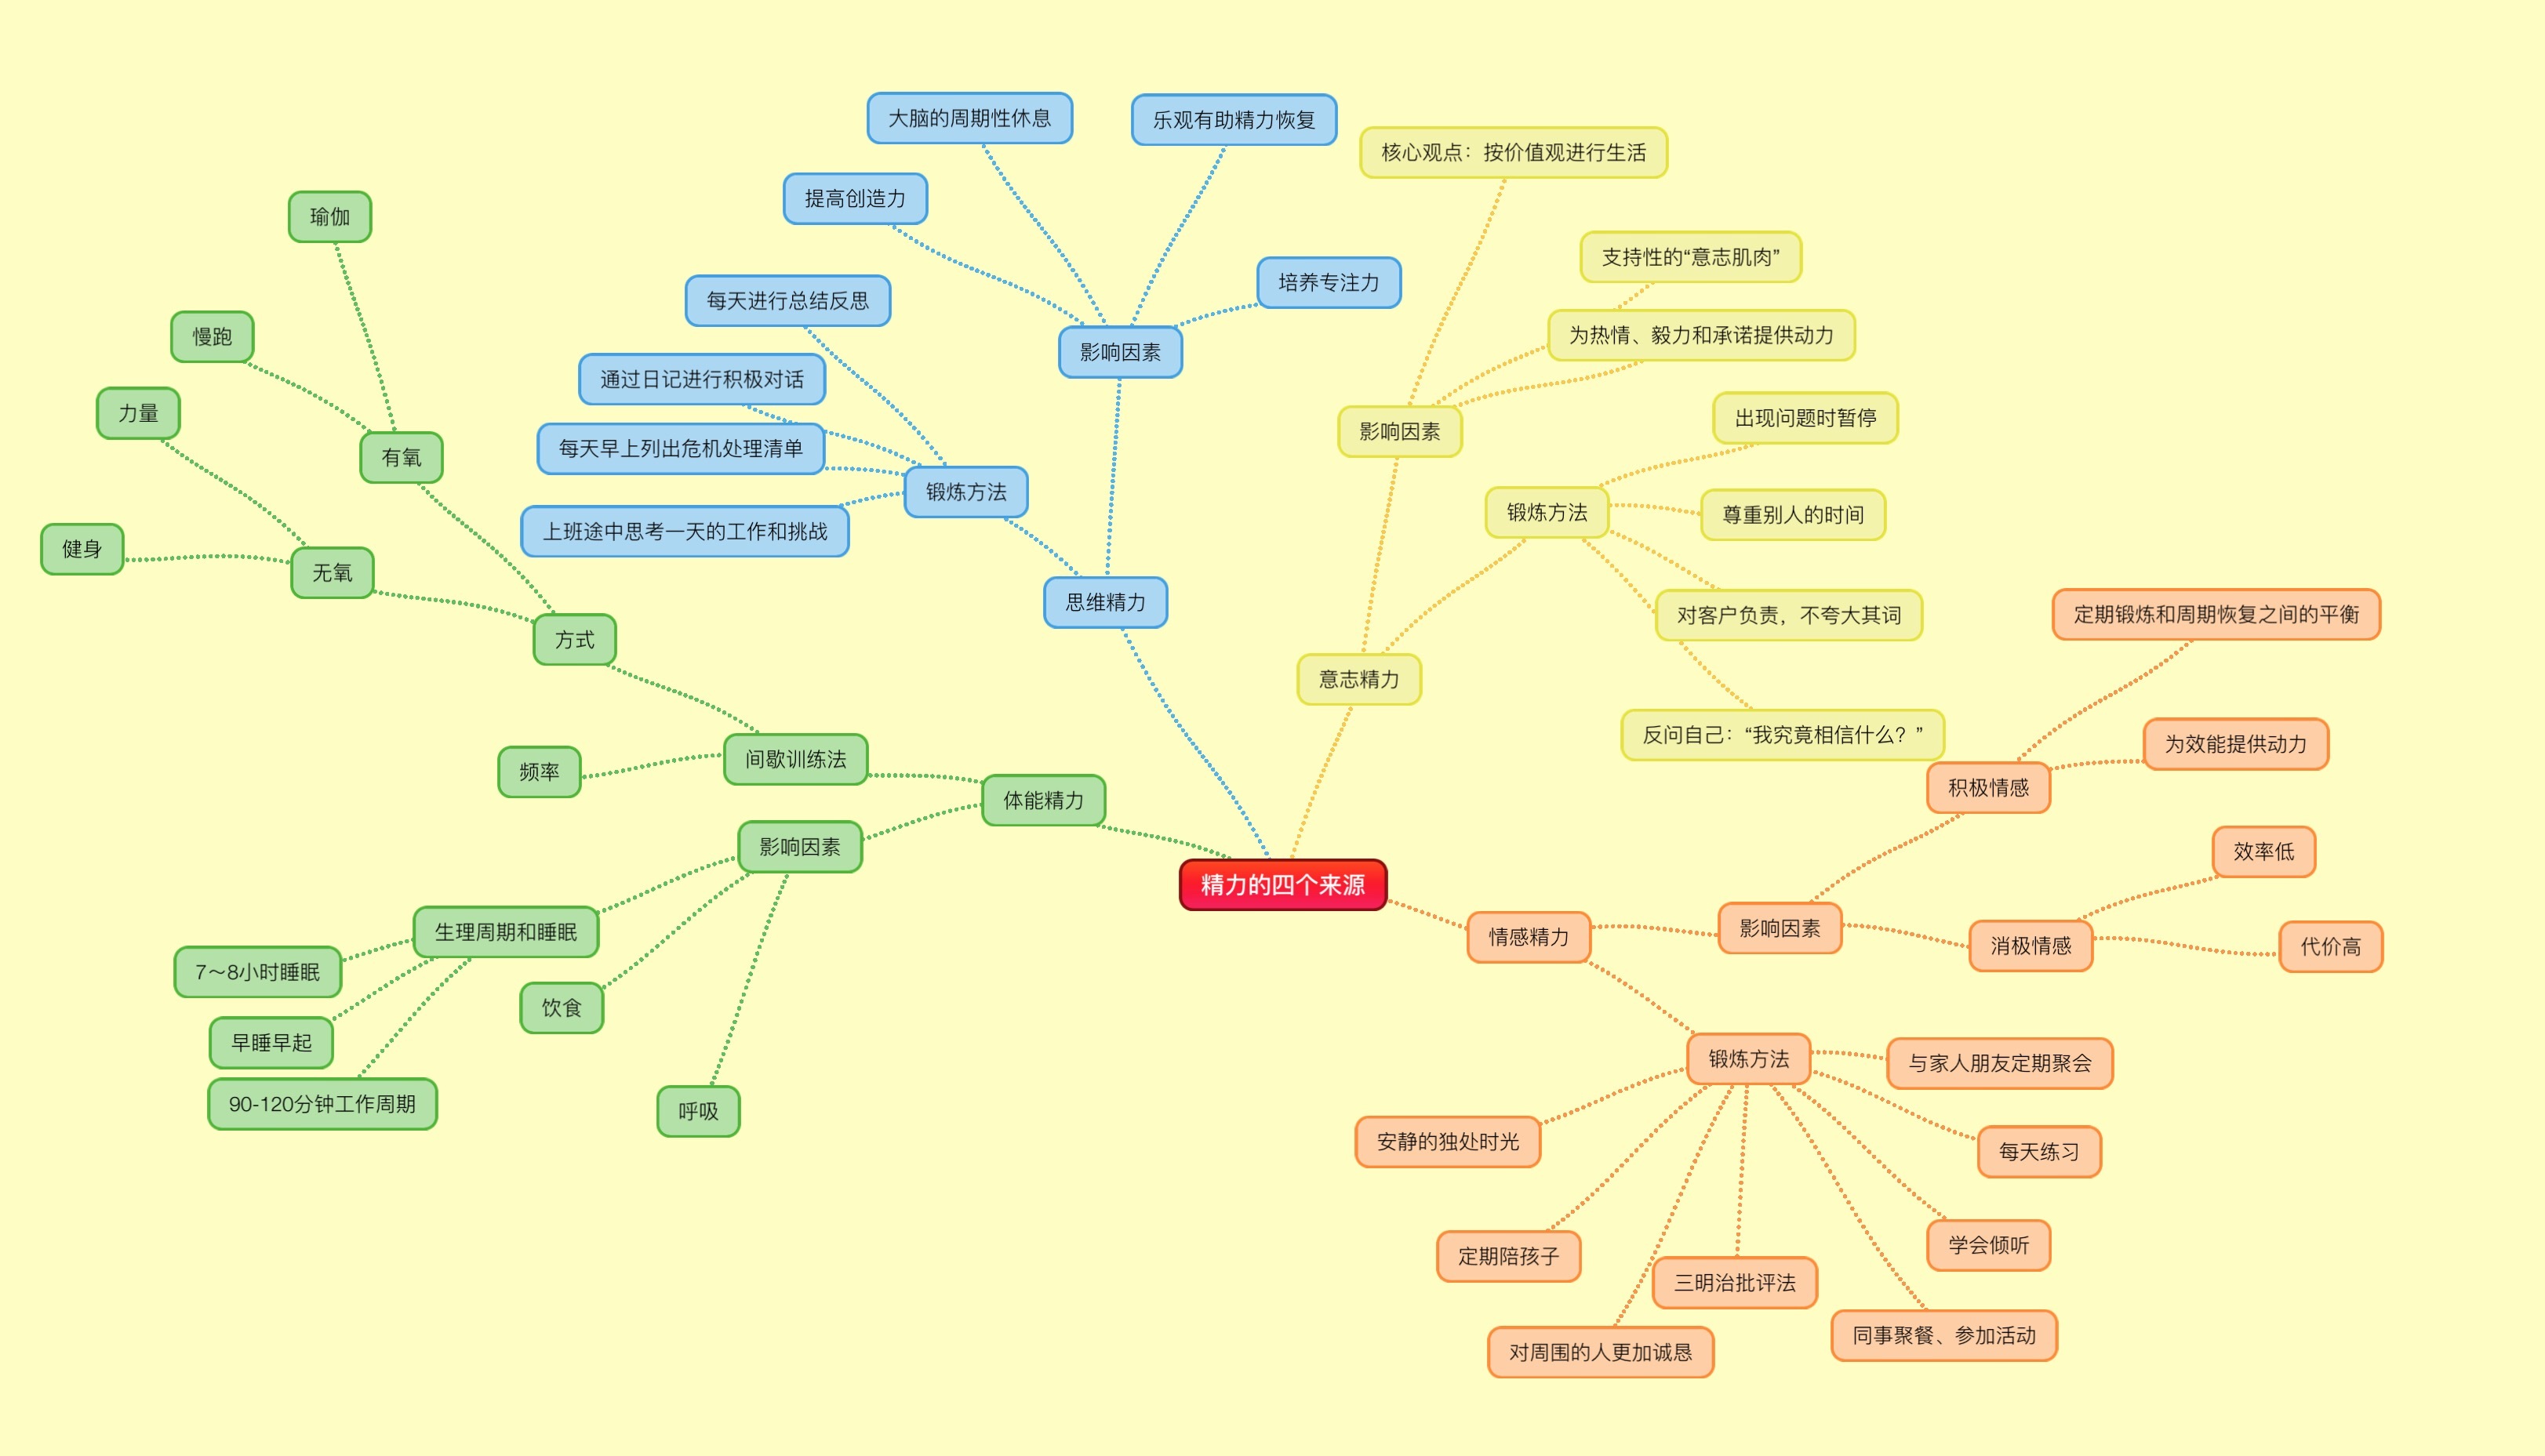 大脑的周期性休息
乐观有助精力恢复
核心观点：按价值观进行生活
提高创造力
瑜伽
支持性的“意志肌肉”
培养专注力
每天进行总结反思
慢跑
为热情、毅力和承诺提供动力
影响因素
通过日记进行积极对话
力量
出现问题时暂停
影响因素
每天早上列出危机处理清单
有氧
锻炼方法
锻炼方法
尊重别人的时间
上班途中思考一天的工作和挑战
健身
无氧
思维精力
对客户负责，不夸大其词
定期锻炼和周期恢复之间的平衡
方式
意志精力
反问自己：“我究竟相信什么？”
为效能提供动力
间歇训练法
频率
积极情感
体能精力
影响因素
效率低
精力的四个来源
生理周期和睡眠
影响因素
情感精力
消极情感
代价高
7～8小时睡眠
饮食
早睡早起
锻炼方法
与家人朋友定期聚会
90-120分钟工作周期
呼吸
安静的独处时光
每天练习
学会倾听
定期陪孩子
三明治批评法
同事聚餐、参加活动
对周围的人更加诚恳